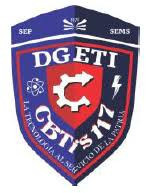 SEP SEMS
DGETI
CBTis 117
LA TECNOLOGIA AL SERVICIO DE LA PATRIA